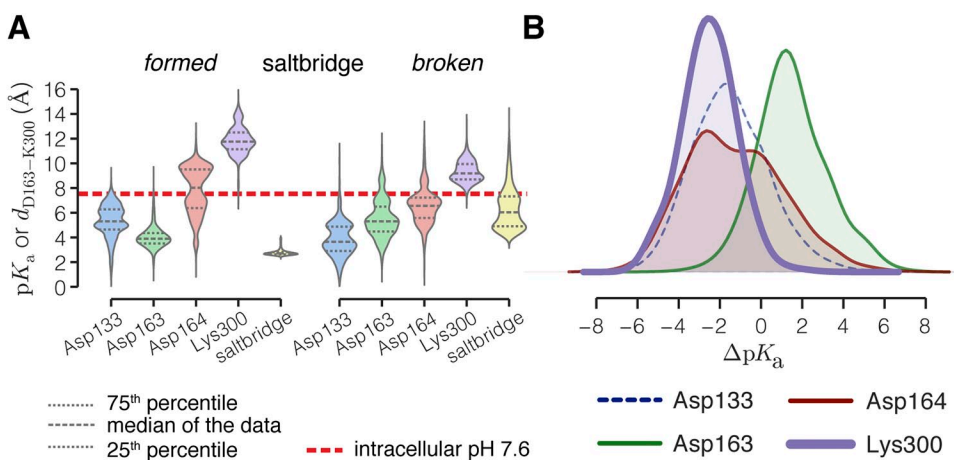 A
B
formed saltbridge broken
pKa or dD163−K300 (Å)
16
14
12
10
8
6
4
2
0
Asp133 Asp163 Asp164 Lys300 saltbridge Asp133 Asp163 Asp164 Lys300 saltbridge
75th percentile
median of the data
25th percentile
intracellular pH 7.6
−8 −6 −4 −2 0 2 4 6 8
ΔpKa
Asp133 Asp164
Asp163 Lys300